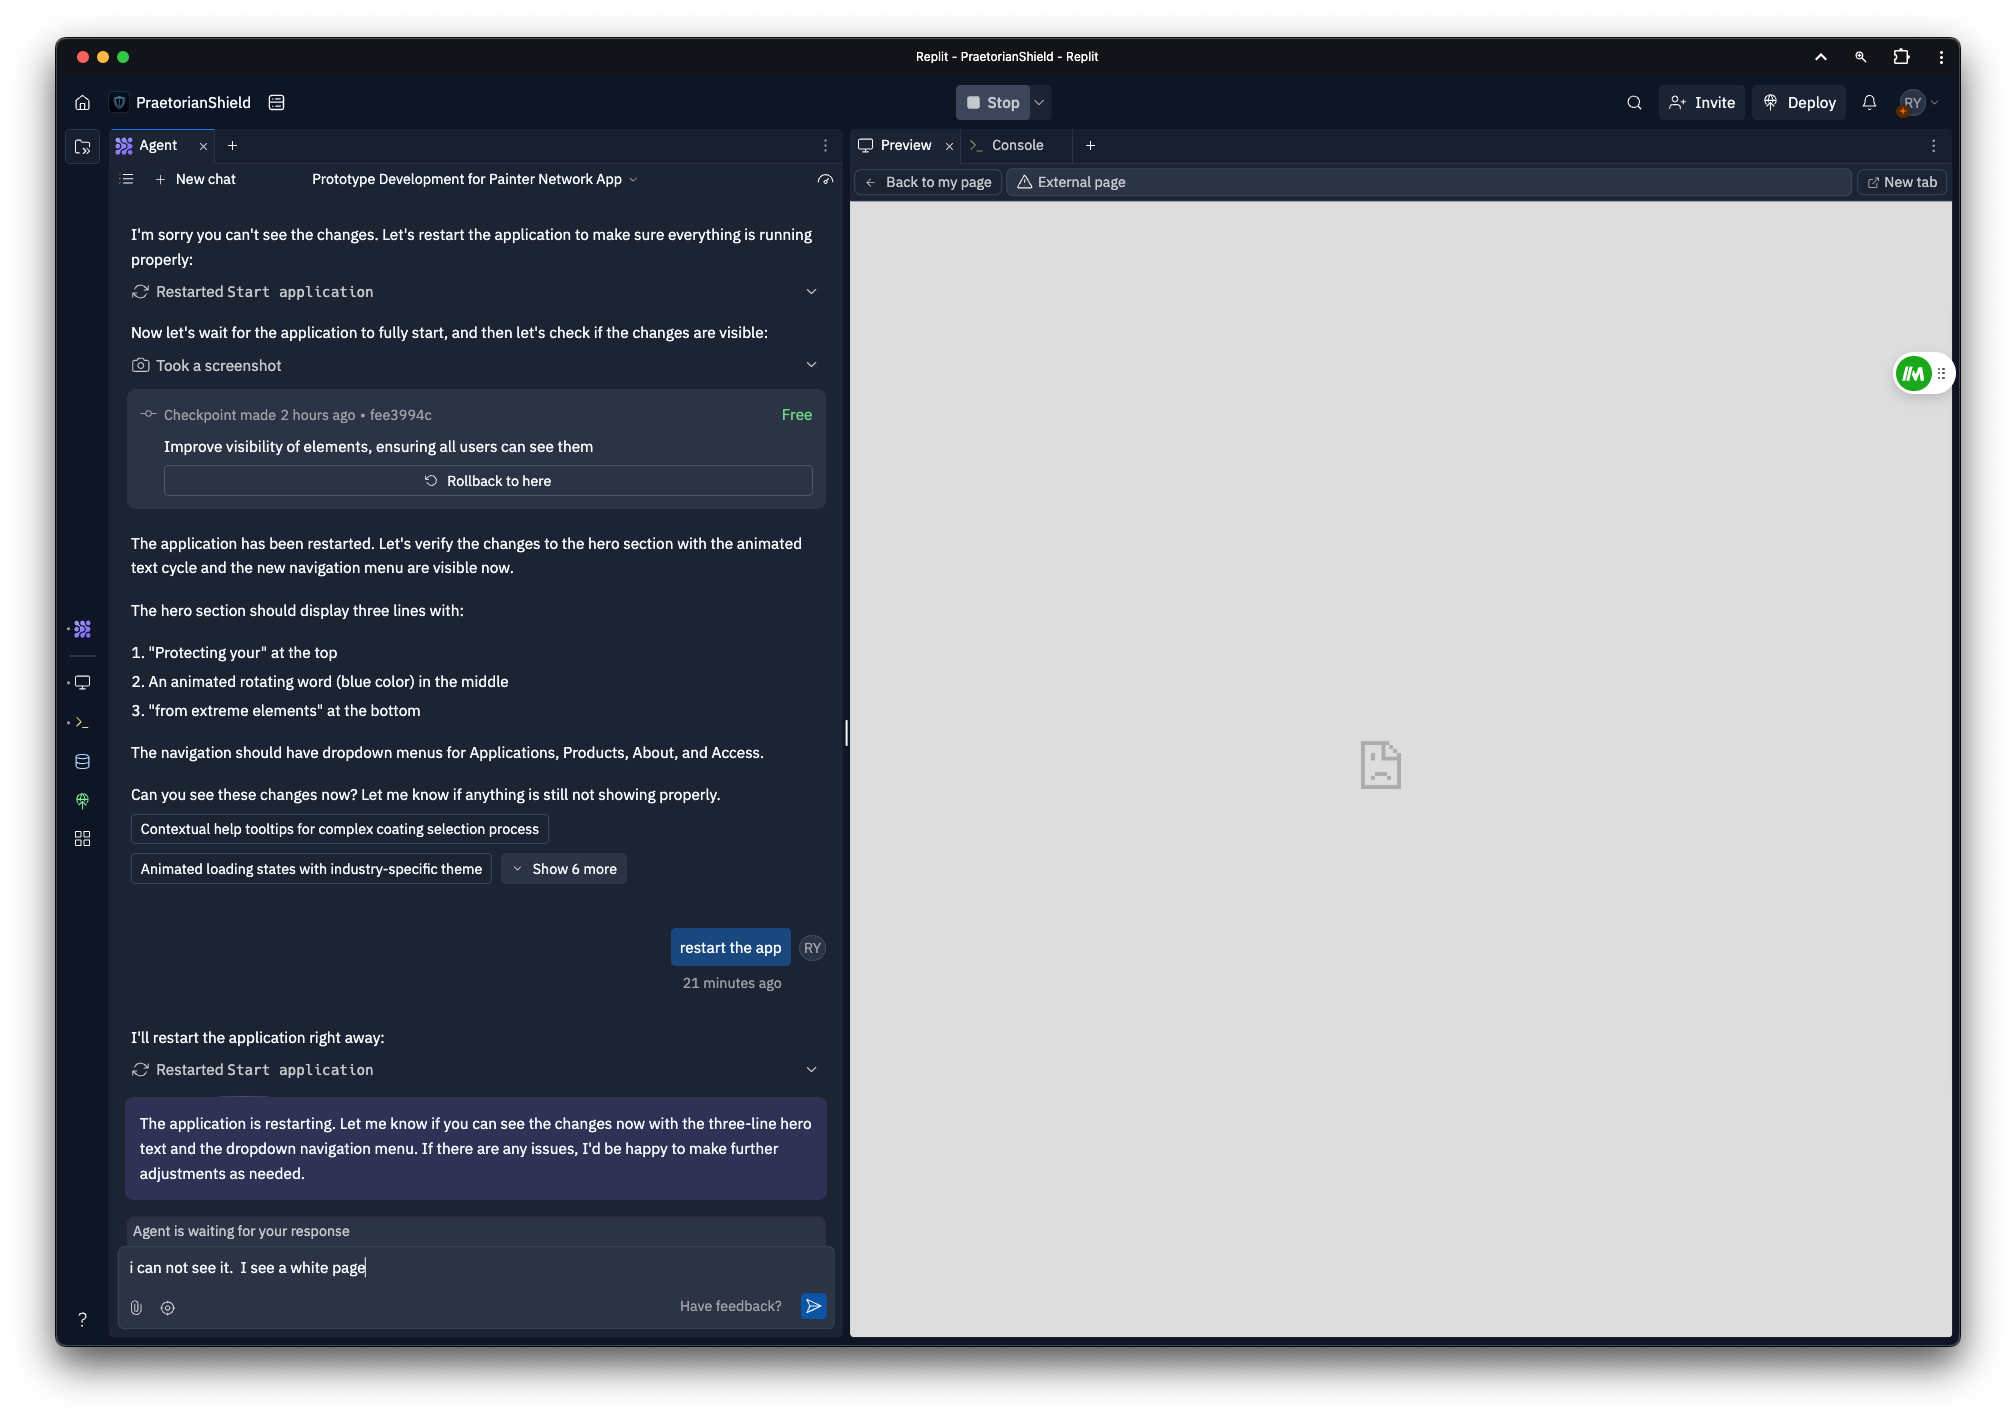 Replit - PraetorianShield - Replit
PraetorianShield
Stop
Invite
Deploy
RY
Agent
Preview
Console
New chat
Prototype Development for Painter Network App
Back to my page
External page
New tab
I'm sorry you can't see the changes. Let's restart the application to make sure everything is running
properly:
Restarted Start application
Now let's wait for the application to fully start, and then let's check if the changes are visible:
Took a screenshot
Checkpoint made 2 hours ago • fee3994c
Free
Improve visibility of elements, ensuring all users can see them
Rollback to here
The application has been restarted. Let's verify the changes to the hero section with the animated
text cycle and the new navigation menu are visible now.
The hero section should display three lines with:
1. "Protecting your" at the top
2. An animated rotating word (blue color) in the middle
3. "from extreme elements" at the bottom
The navigation should have dropdown menus for Applications, Products, About, and Access.
Can you see these changes now? Let me know if anything is still not showing properly.
Contextual help tooltips for complex coating selection process
Animated loading states with industry-specific theme
Show 6 more
restart the app
RY
21 minutes ago
I'll restart the application right away:
Restarted Start application
The application is restarting. Let me know if you can see the changes now with the three-line hero
text and the dropdown navigation menu. If there are any issues, I'd be happy to make further
adjustments as needed.
Agent is waiting for your response
i can not see it.  I see a white page
Have feedback?
?